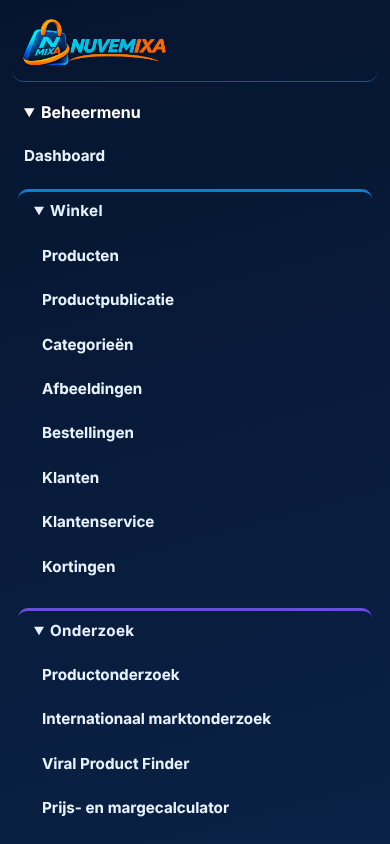 N
MIXA
NUVEMIXA
Beheermenu
Dashboard
Winkel
Producten
Productpublicatie
Categorieën
Afbeeldingen
Bestellingen
Klanten
Klantenservice
Kortingen
Onderzoek
Productonderzoek
Internationaal marktonderzoek
Viral Product Finder
Prijs- en margecalculator